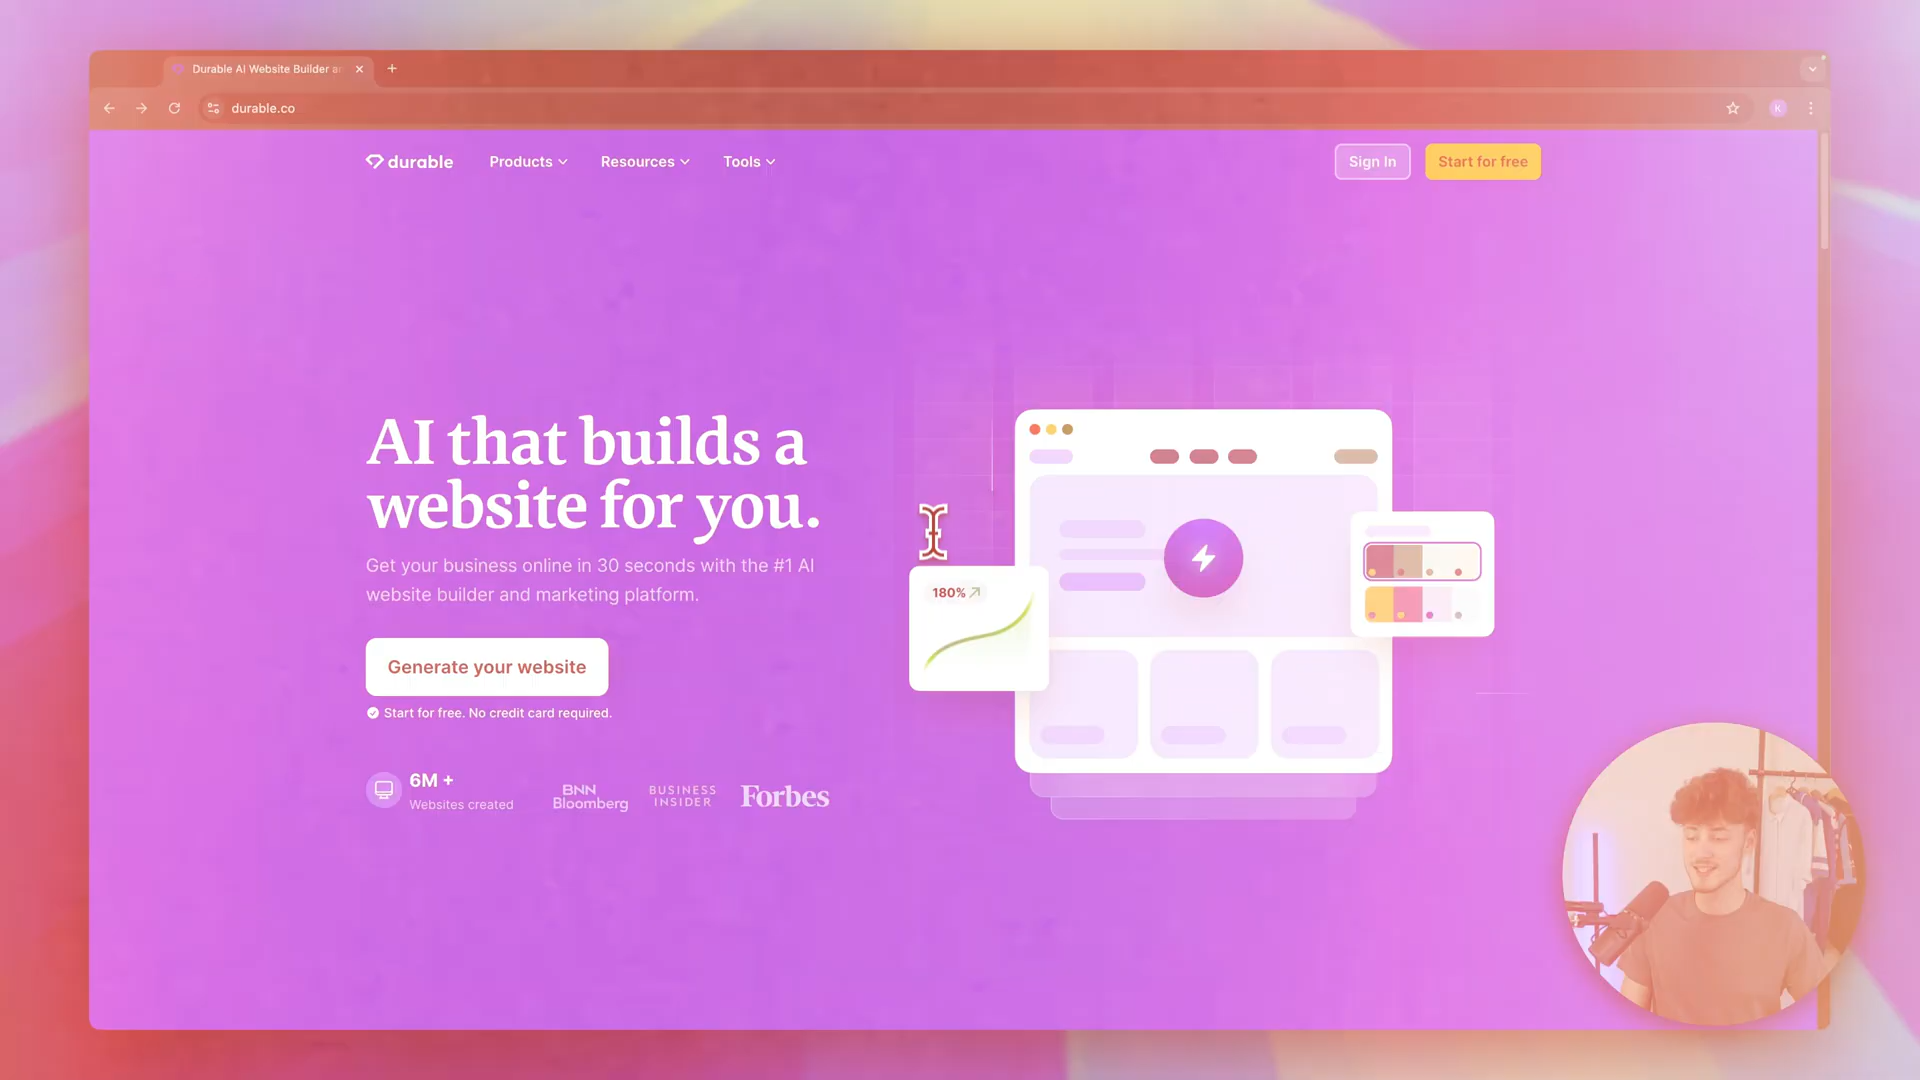 Durable AI Website Builder an
durable.co
K
durable
Products
Resources
Tools
Sign In
Start for free
AI that builds a
website for you.
Get your business online in 30 seconds with the #1 AI
website builder and marketing platform.
Generate your website
Start for free. No credit card required.
6M +
Websites created
BNN
Bloomberg
BUSINESS
INSIDER
Forbes
180%